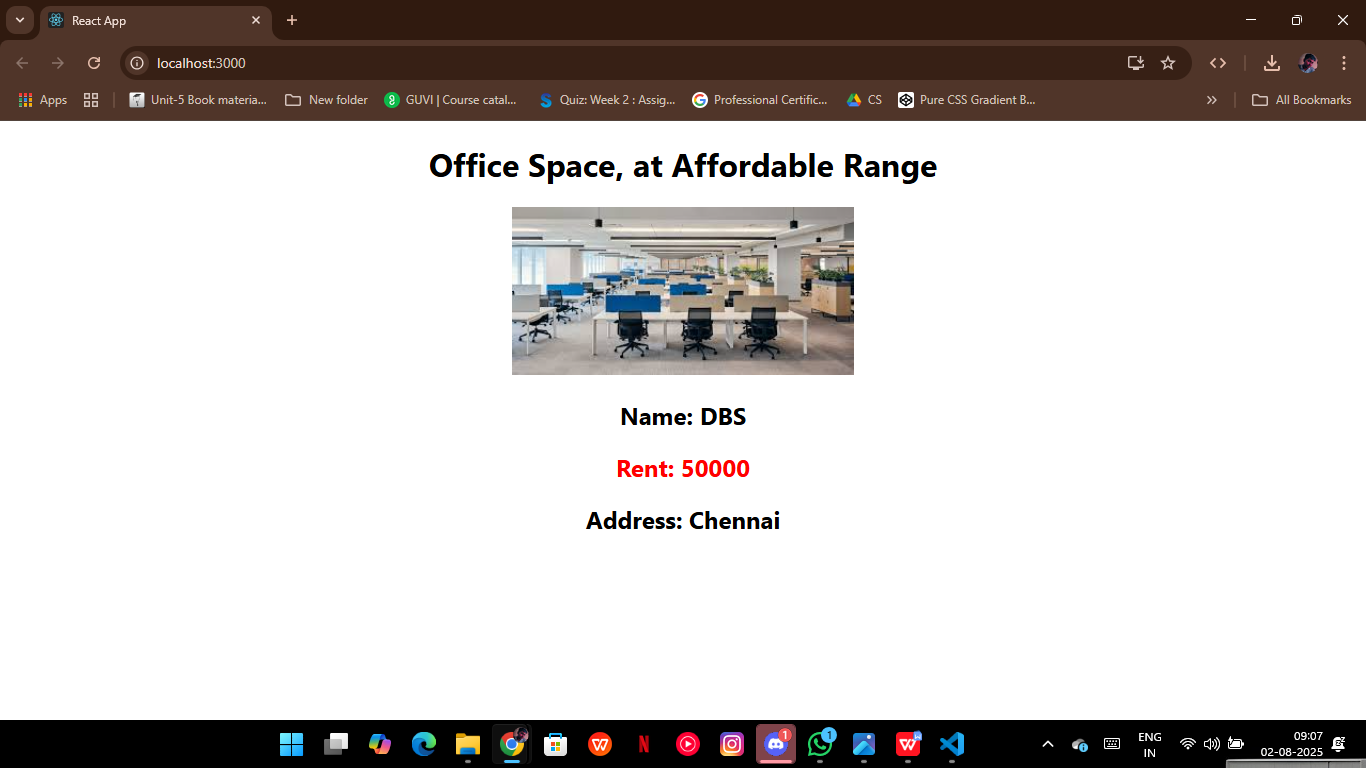 React App
localhost:3000
Apps
Unit-5 Book materia...
New folder
GUVI | Course catal...
Quiz: Week 2 : Assig...
Professional Certific...
CS
Pure CSS Gradient B...
All Bookmarks
Office Space, at Affordable Range
Name: DBS
Rent: 50000
Address: Chennai
1
1
ENG
IN
09:07
02-08-2025